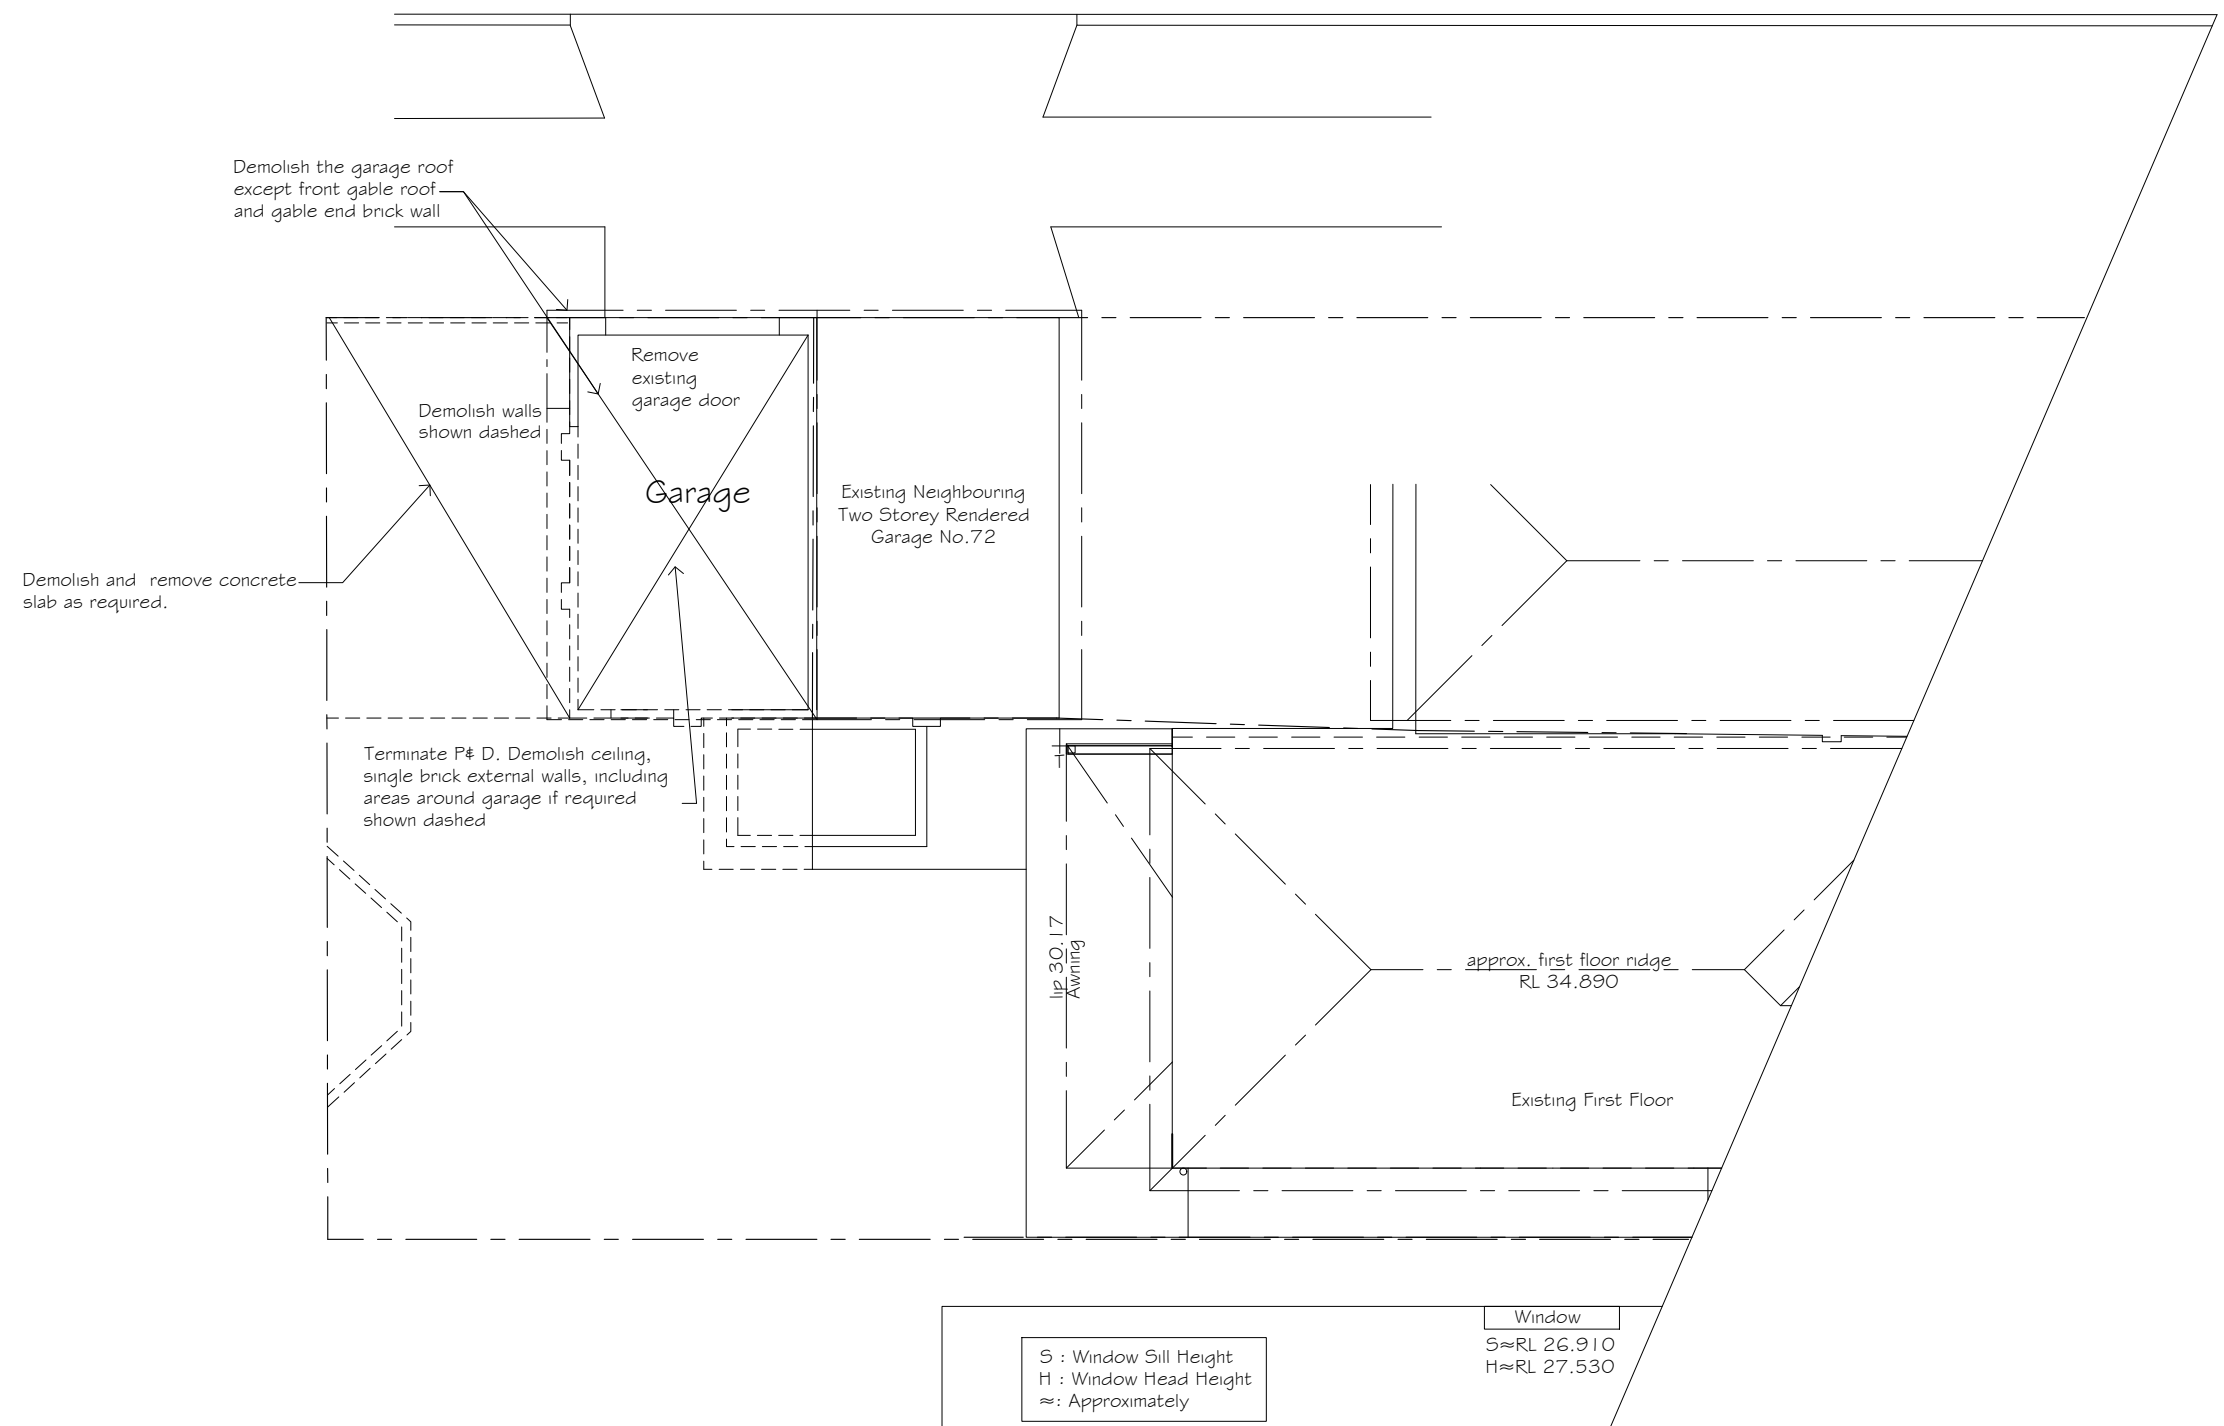 Demolish the garage roof
except front gable roof
and gable end brick wall
Remove
existing
garage door
Demolish walls
shown dashed
Garage
Existing Neighbouring
Two Storey Rendered
Garage No.72
Demolish and remove concrete
slab as required.
Terminate P& D. Demolish ceiling,
single brick external walls, including
areas around garage if required
shown dashed
lip 30.17
Awning
approx. first floor ridge
RL 34.890
Existing First Floor
Window
S≈RL 26.910
H≈RL 27.530
S : Window Sill Height
H : Window Head Height
≈: Approximately